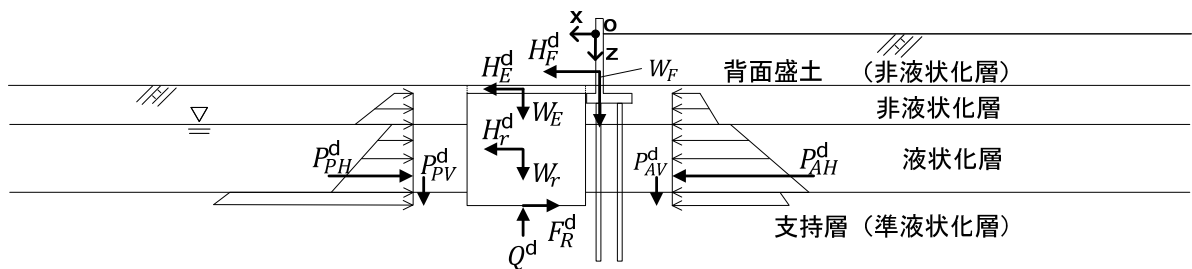 x
o
z
H_F^d
W_F
背面盛土 (非液状化層)
H_E^d
W_E
非液状化層
H_r^d
W_r
液状化層
P_PH^d
P_PV^d
P_AV^d
P_AH^d
F_R^d
Q^d
支持層 (準液状化層)